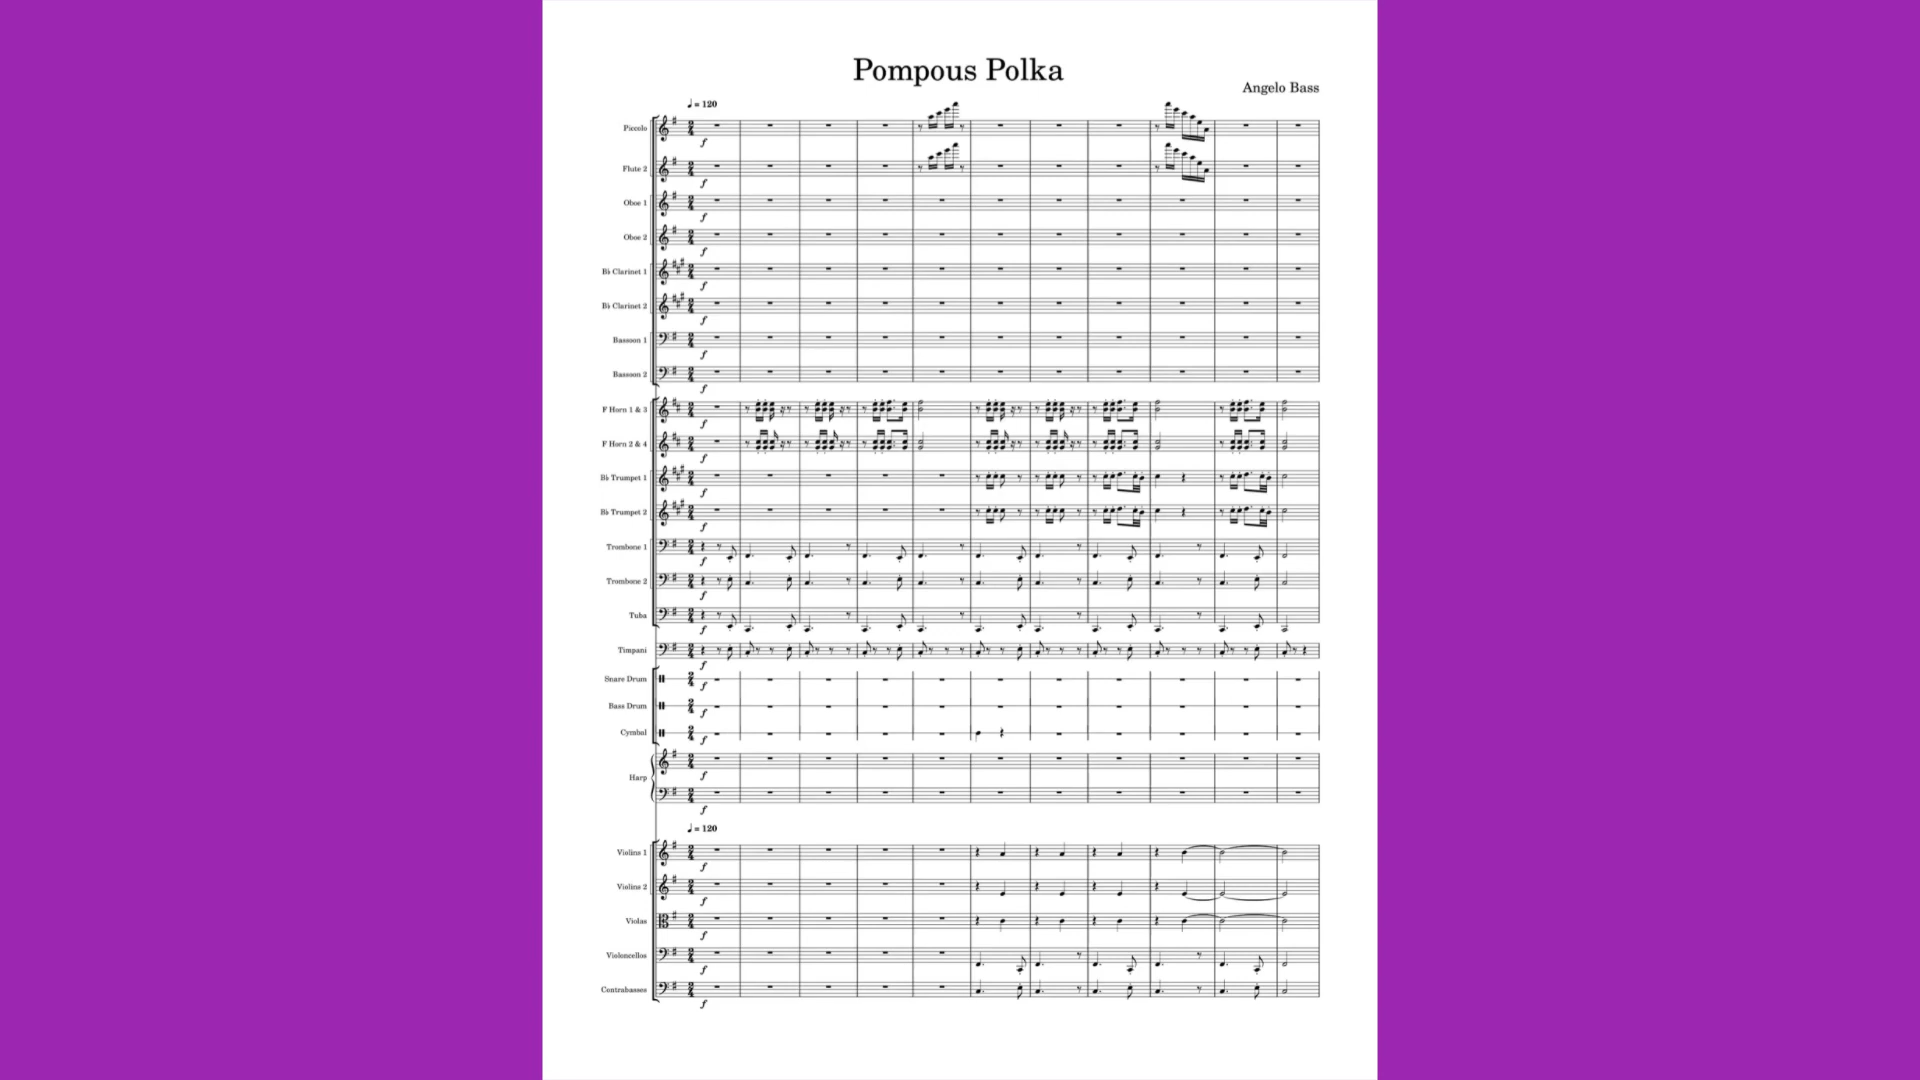 Pompous Polka
Angelo Bass
♩ = 120
Piccolo
f
Flute 2
f
Oboe 1
f
Oboe 2
f
B♭ Clarinet 1
f
B♭ Clarinet 2
f
Bassoon 1
f
Bassoon 2
f
F Horn 1 & 3
f
F Horn 2 & 4
f
B♭ Trumpet 1
f
B♭ Trumpet 2
f
Trombone 1
f
Trombone 2
f
Tuba
f
Timpani
f
Snare Drum
f
Bass Drum
f
Cymbal
f
Harp
f
f
♩ = 120
Violins 1
f
Violins 2
f
Violas
f
Violoncellos
f
Contrabasses
f